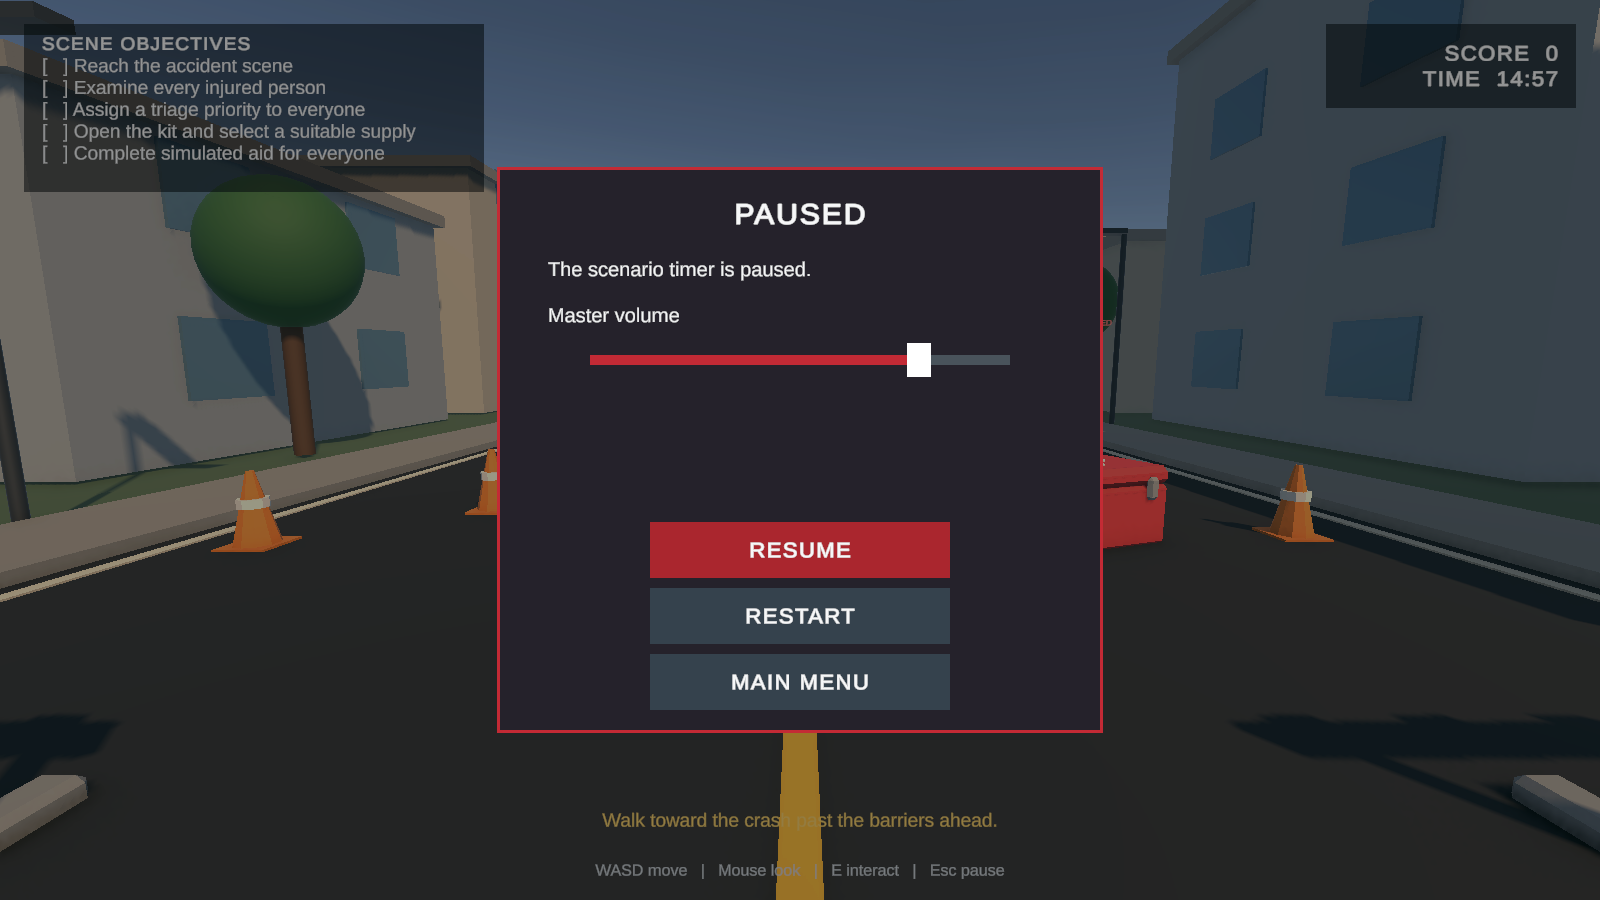 SCENE OBJECTIVES
[ ] Reach the accident scene
[ ] Examine every injured person
[ ] Assign a triage priority to everyone
[ ] Open the kit and select a suitable supply
[ ] Complete simulated aid for everyone
SCORE 0
TIME 14:57
PAUSED
The scenario timer is paused.
Master volume
RESUME
RESTART
MAIN MENU
Walk toward the crash past the barriers ahead.
WASD move | Mouse look | E interact | Esc pause